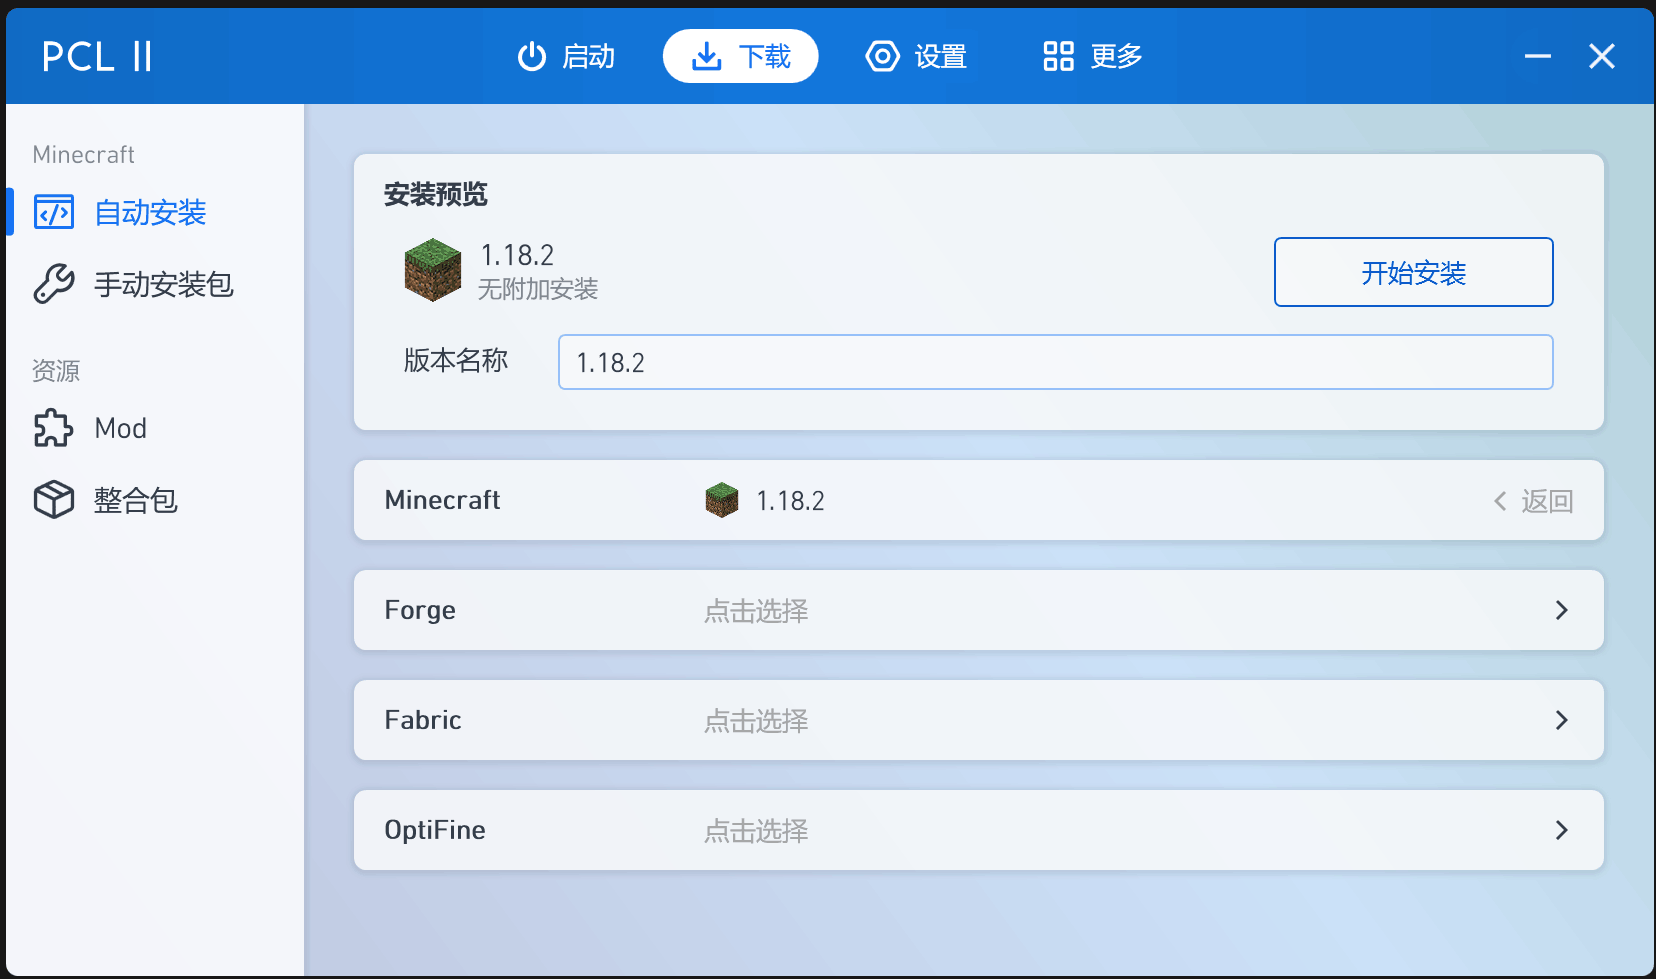 PCL II
启动
下载
设置
更多
Minecraft
自动安装
手动安装包
资源
Mod
整合包
安装预览
1.18.2
无附加安装
开始安装
版本名称
1.18.2
Minecraft
1.18.2
返回
Forge
点击选择
Fabric
点击选择
OptiFine
点击选择